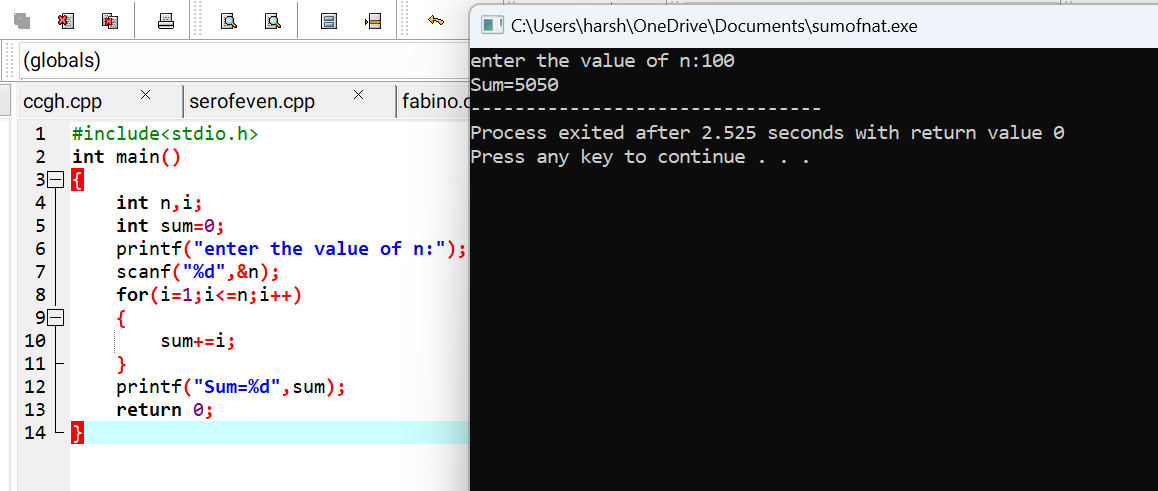 (globals)
ccgh.cpp
serofeven.cpp
fabino.c
1 #include<stdio.h>
2 int main()
3 {
4 int n,i;
5 int sum=0;
6 printf("enter the value of n:");
7 scanf("%d",&n);
8 for(i=1;i<=n;i++)
9 {
10 sum+=i;
11 }
12 printf("Sum=%d",sum);
13 return 0;
14 }
C:\Users\harsh\OneDrive\Documents\sumofnat.exe
enter the value of n:100
Sum=5050
--------------------------------
Process exited after 2.525 seconds with return value 0
Press any key to continue . . .